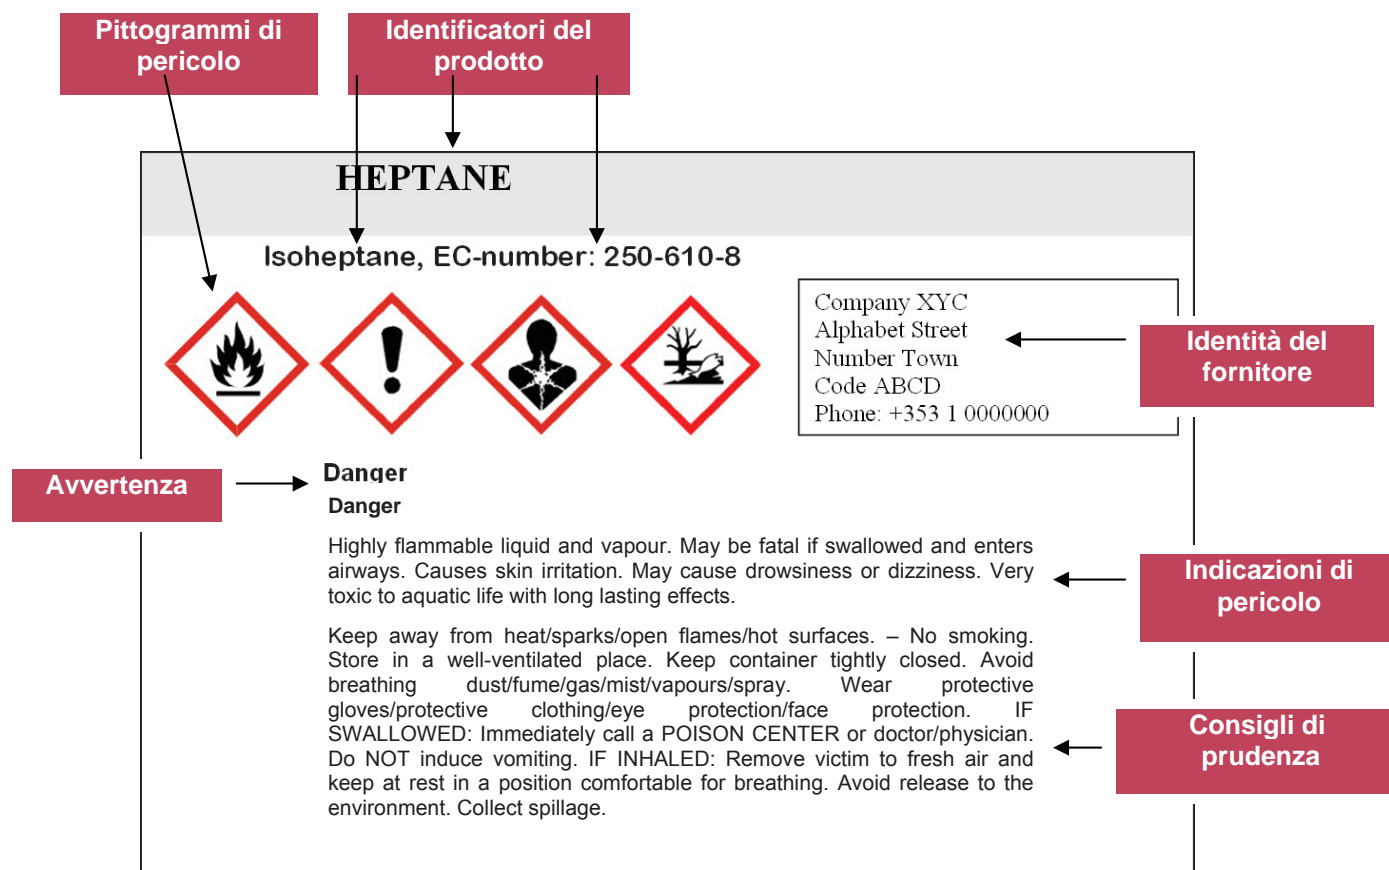 Pittogrammi di
pericolo
Identificatori del
prodotto
HEPTANE
Isoheptane, EC-number: 250-610-8
Company XYC
Alphabet Street
Number Town
Code ABCD
Phone: +353 1 0000000
Identità del
fornitore
Avvertenza
Danger
Danger
Highly flammable liquid and vapour. May be fatal if swallowed and enters
airways. Causes skin irritation. May cause drowsiness or dizziness. Very
toxic to aquatic life with long lasting effects.
Indicazioni di
pericolo
Keep away from heat/sparks/open flames/hot surfaces. – No smoking.
Store in a well-ventilated place. Keep container tightly closed. Avoid
breathing dust/fume/gas/mist/vapours/spray. Wear protective
gloves/protective clothing/eye protection/face protection. IF
SWALLOWED: Immediately call a POISON CENTER or doctor/physician.
Do NOT induce vomiting. IF INHALED: Remove victim to fresh air and
keep at rest in a position comfortable for breathing. Avoid release to the
environment. Collect spillage.
Consigli di
prudenza